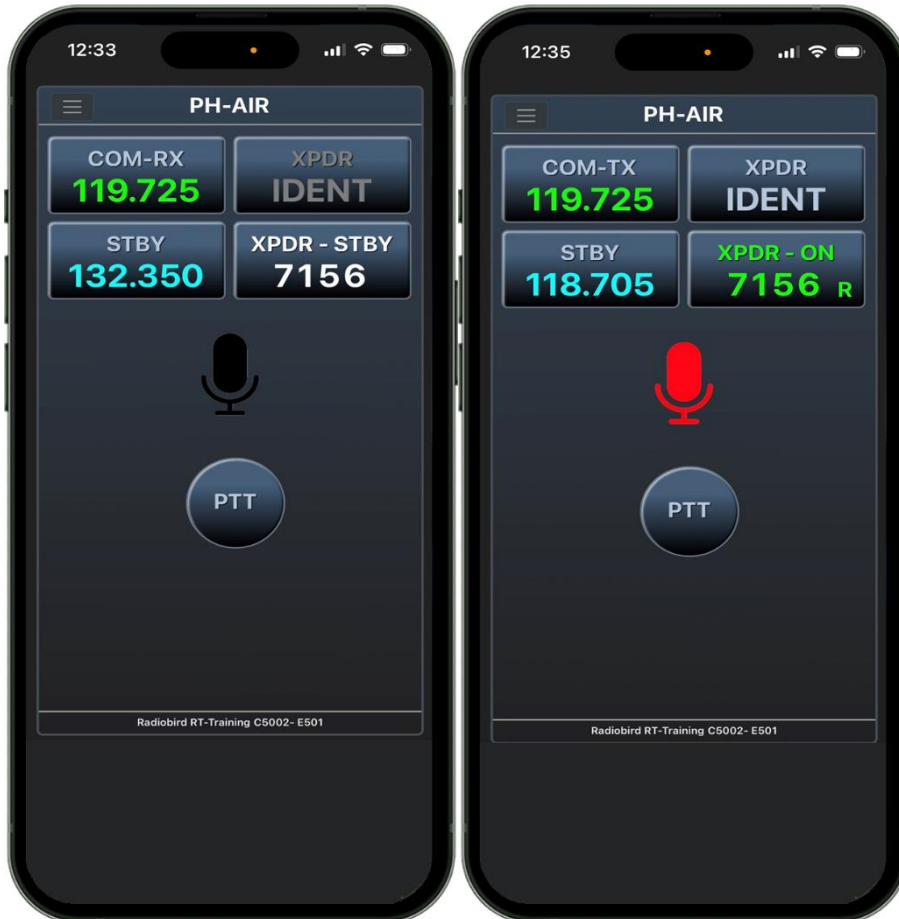 12:33
PH-AIR
COM-RX
119.725
XPDR
IDENT
STBY
132.350
XPDR - STBY
7156
PTT
Radiobird RT-Training C5002- E501
12:35
PH-AIR
COM-TX
119.725
XPDR
IDENT
STBY
118.705
XPDR - ON
7156 R
PTT
Radiobird RT-Training C5002- E501